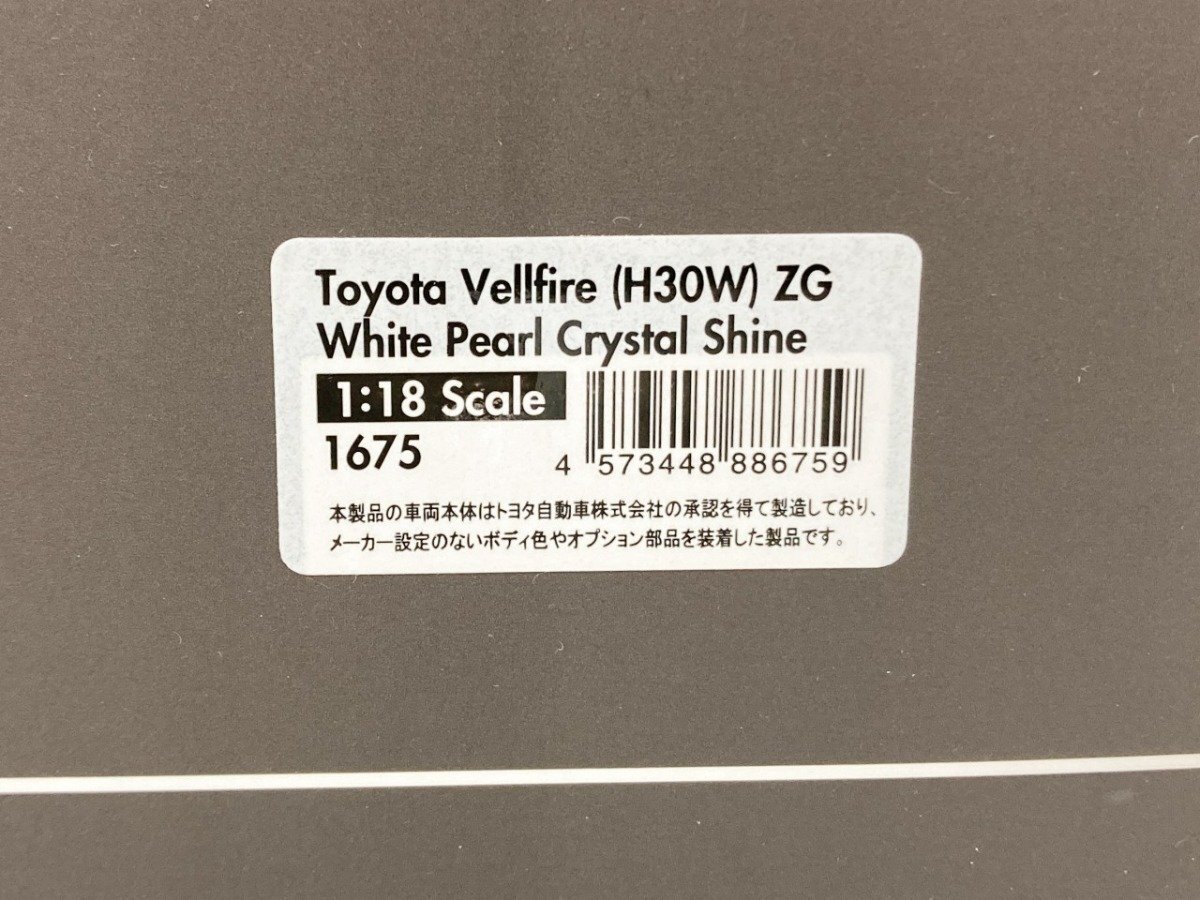 Toyota Vellfire (H30W) ZG
White Pearl Crystal Shine
1:18 Scale
1675
4 573448 886759
本製品の車両本体はトヨタ自動車株式会社の承認を得て製造しており、
メーカー設定のないボディ色やオプション部品を装着した製品です。